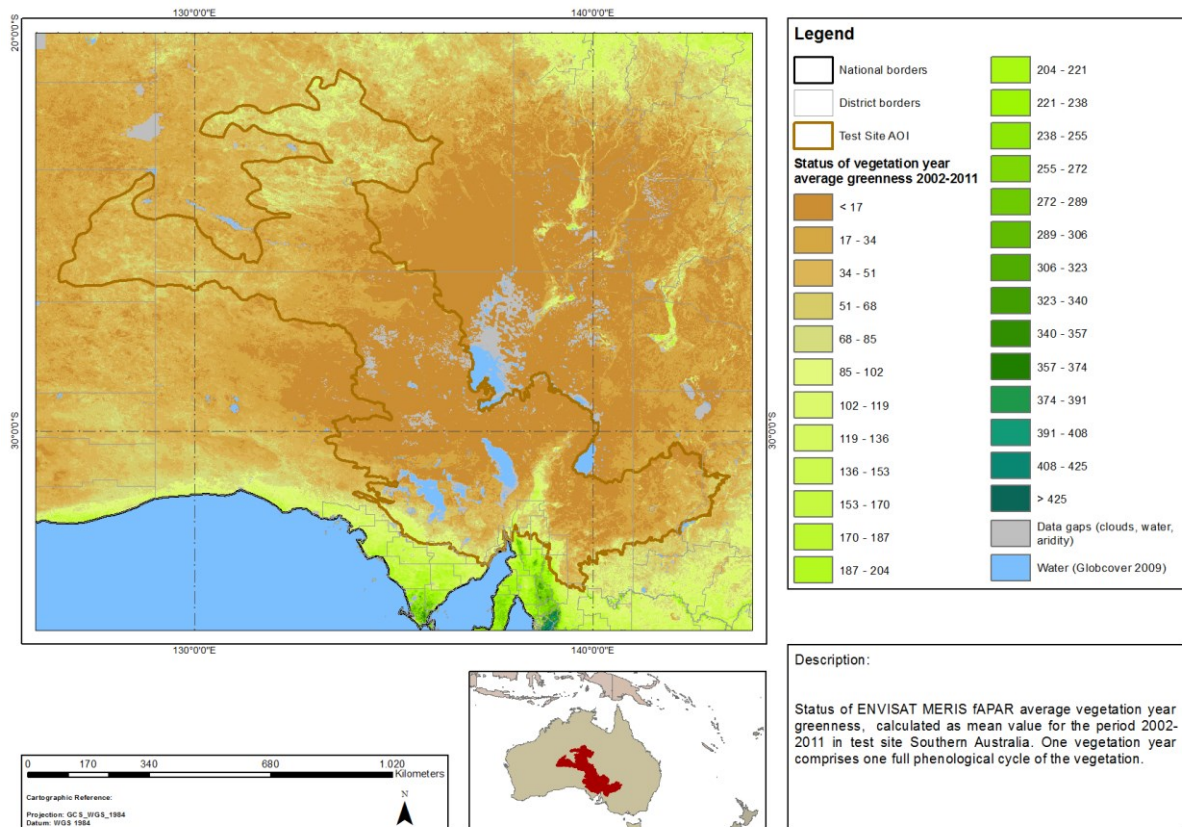 130°0'0"E 140°0'0"E
20°0'0"S
30°0'0"S 30°0'0"S
130°0'0"E 140°0'0"E
Legend
National borders
District borders
Test Site AOI
Status of vegetation year
average greenness 2002-2011
< 17
17 - 34
34 - 51
51 - 68
68 - 85
85 - 102
102 - 119
119 - 136
136 - 153
153 - 170
170 - 187
187 - 204
204 - 221
221 - 238
238 - 255
255 - 272
272 - 289
289 - 306
306 - 323
323 - 340
340 - 357
357 - 374
374 - 391
391 - 408
408 - 425
> 425
Data gaps (clouds, water,
aridity)
Water (Globcover 2009)
0 170 340 680 1.020
Kilometers
Cartographic Reference:
Projection: GCS_WGS_1984
Datum: WGS 1984
N
Description:
Status of ENVISAT MERIS fAPAR average vegetation year
greenness, calculated as mean value for the period 2002-
2011 in test site Southern Australia. One vegetation year
comprises one full phenological cycle of the vegetation.